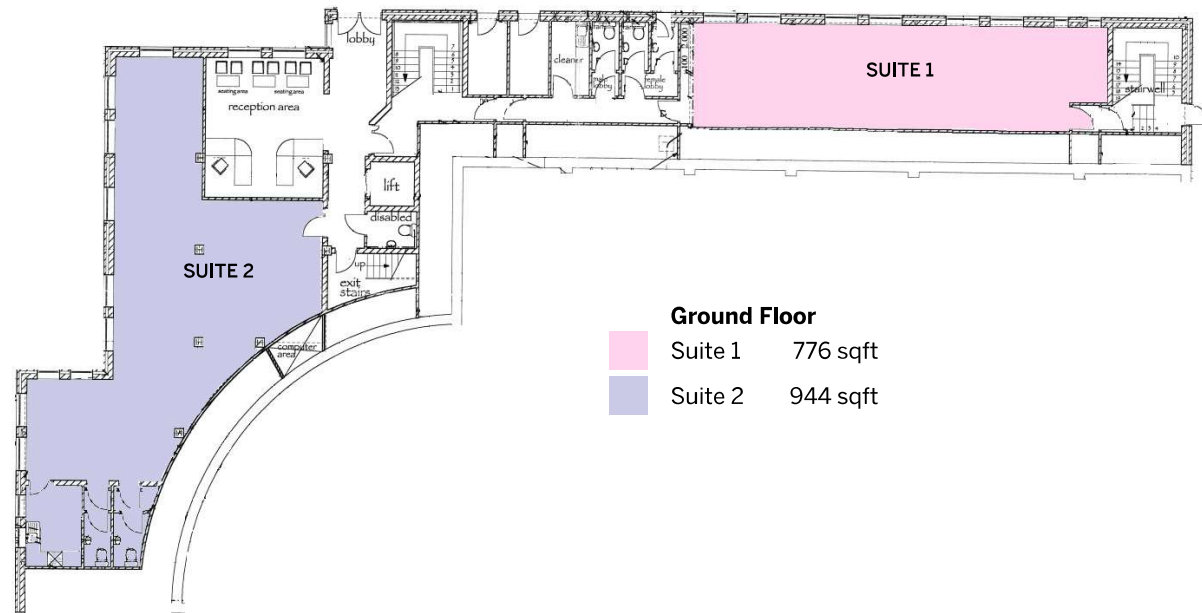 lobby
cleaner
male
lobby
female
lobby
SUITE 1
stairwell
seating area
seating area
reception area
lift
disabled
SUITE 2
up
exit
stairs
computer
area
Ground Floor
Suite 1 776 sqft
Suite 2 944 sqft